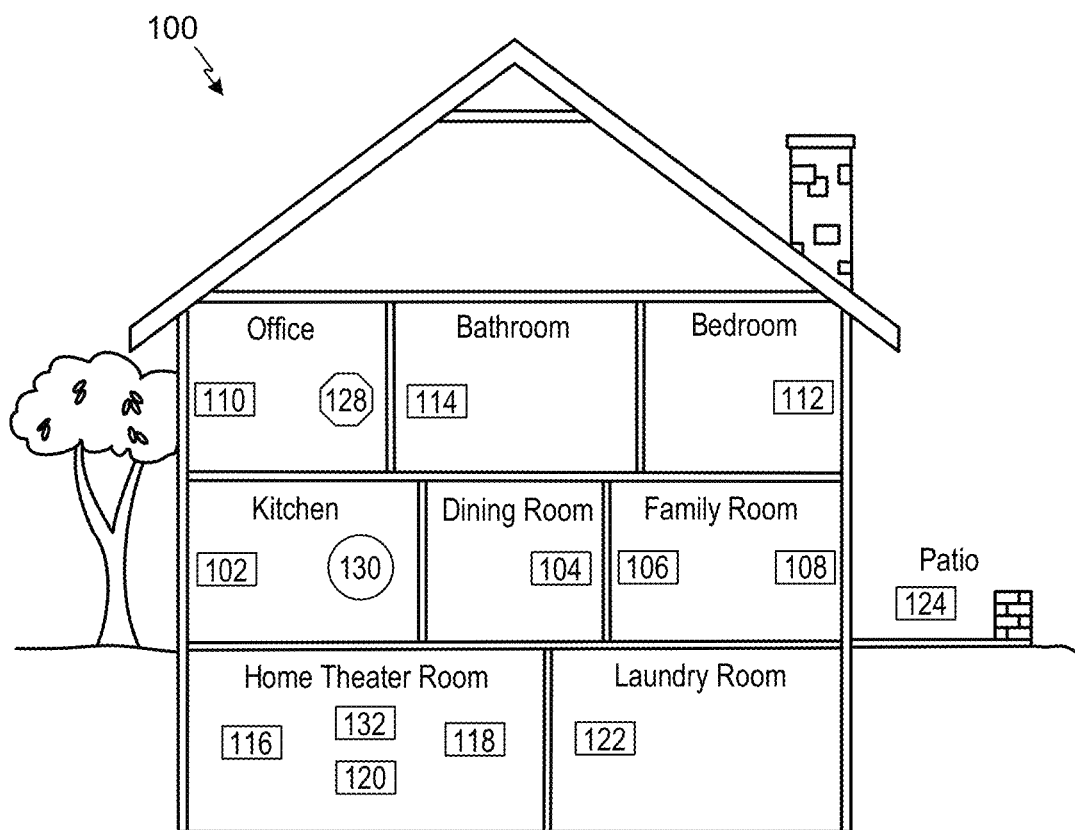 100
Office
Bathroom
Bedroom
110
128
114
112
Kitchen
Dining Room
Family Room
102
130
104
106
108
Patio
124
Home Theater Room
Laundry Room
116
132
118
122
120